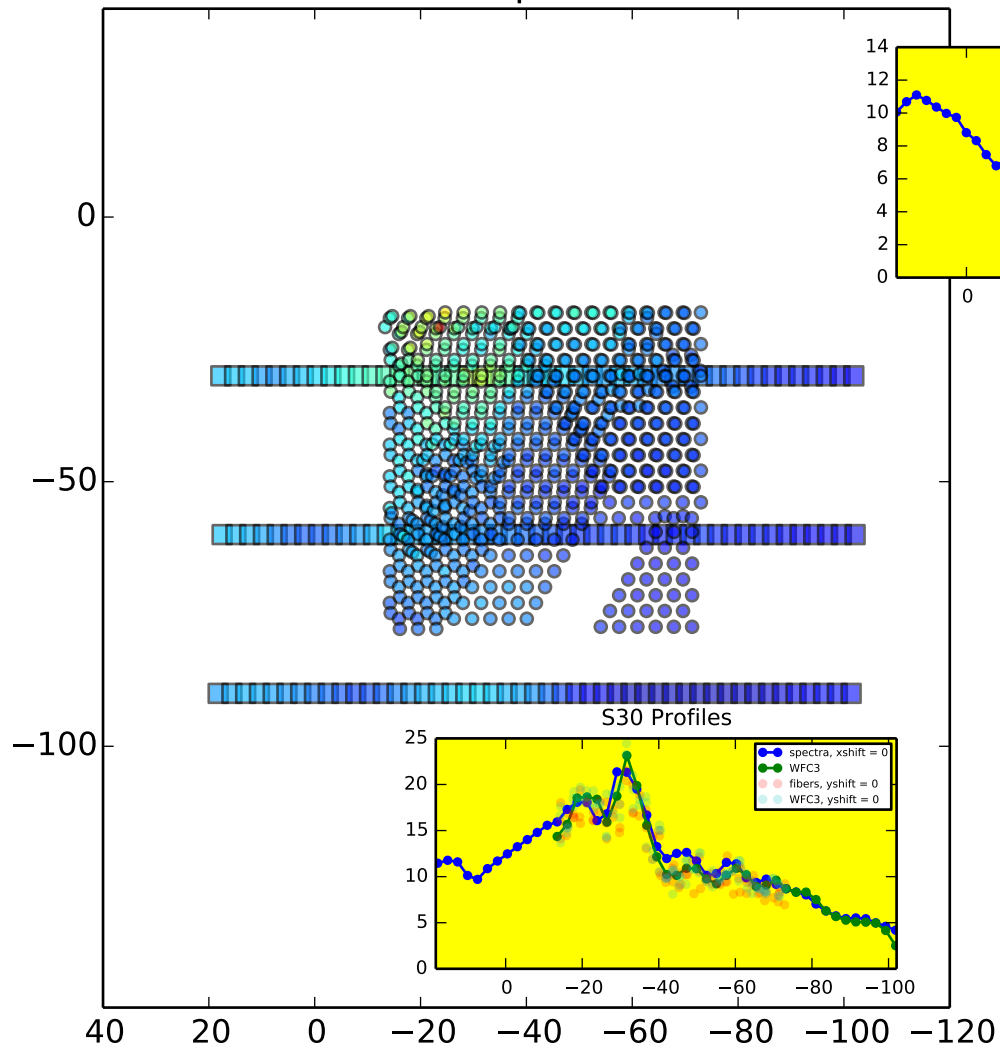 14
12
10
8
6
4
2
0
0
0
−50
−100
S30 Profiles
25
20
15
10
5
0
spectra, xshift = 0
WFC3
fibers, yshift = 0
WFC3, yshift = 0
0 −20 −40 −60 −80 −100
40 20 0 −20 −40 −60 −80 −100 −120